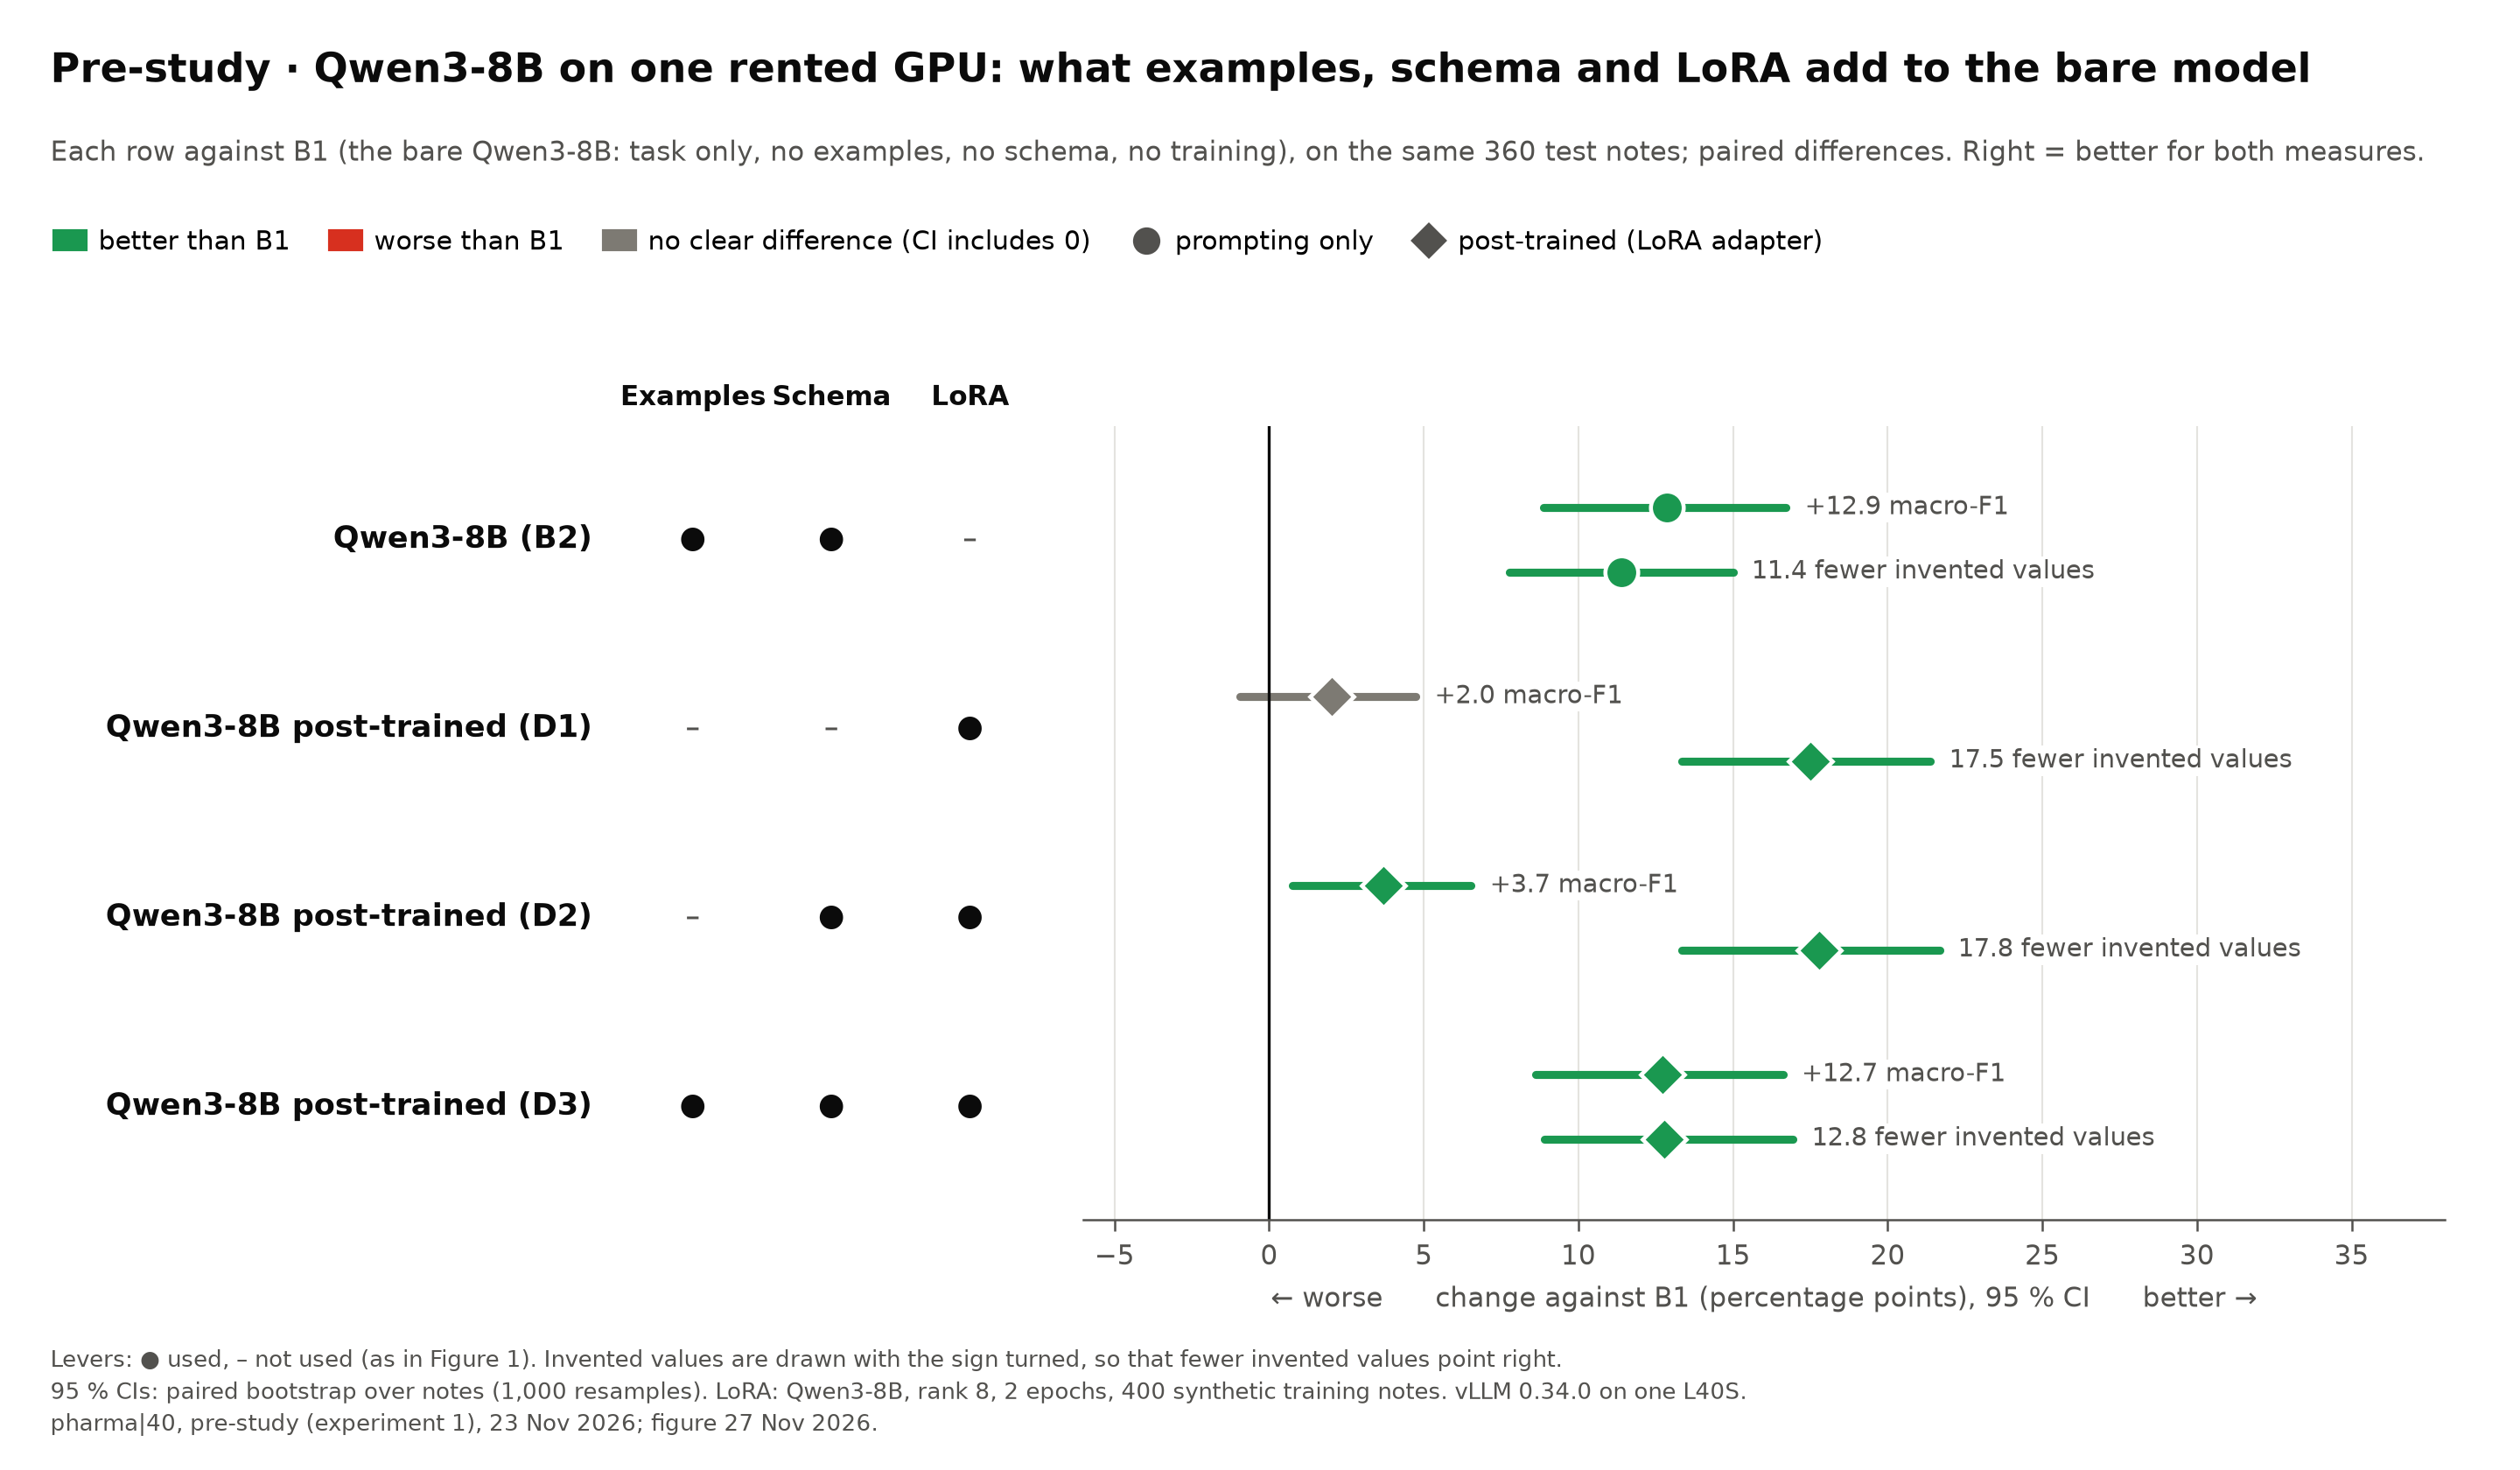 Pre-study · Qwen3-8B on one rented GPU: what examples, schema and LoRA add to the bare model
Each row against B1 (the bare Qwen3-8B: task only, no examples, no schema, no training), on the same 360 test notes; paired differences. Right = better for both measures.
better than B1 worse than B1 no clear difference (CI includes 0) prompting only post-trained (LoRA adapter)
Examples Schema LoRA
+12.9 macro-F1
Qwen3-8B (B2) ● ● –
11.4 fewer invented values
+2.0 macro-F1
Qwen3-8B post-trained (D1) – – ●
17.5 fewer invented values
+3.7 macro-F1
Qwen3-8B post-trained (D2) – ● ●
17.8 fewer invented values
+12.7 macro-F1
Qwen3-8B post-trained (D3) ● ● ●
12.8 fewer invented values
−5 0 5 10 15 20 25 30 35
← worse change against B1 (percentage points), 95 % CI better →
Levers: ● used, – not used (as in Figure 1). Invented values are drawn with the sign turned, so that fewer invented values point right.
95 % CIs: paired bootstrap over notes (1,000 resamples). LoRA: Qwen3-8B, rank 8, 2 epochs, 400 synthetic training notes. vLLM 0.34.0 on one L40S.
pharma|40, pre-study (experiment 1), 23 Nov 2026; figure 27 Nov 2026.